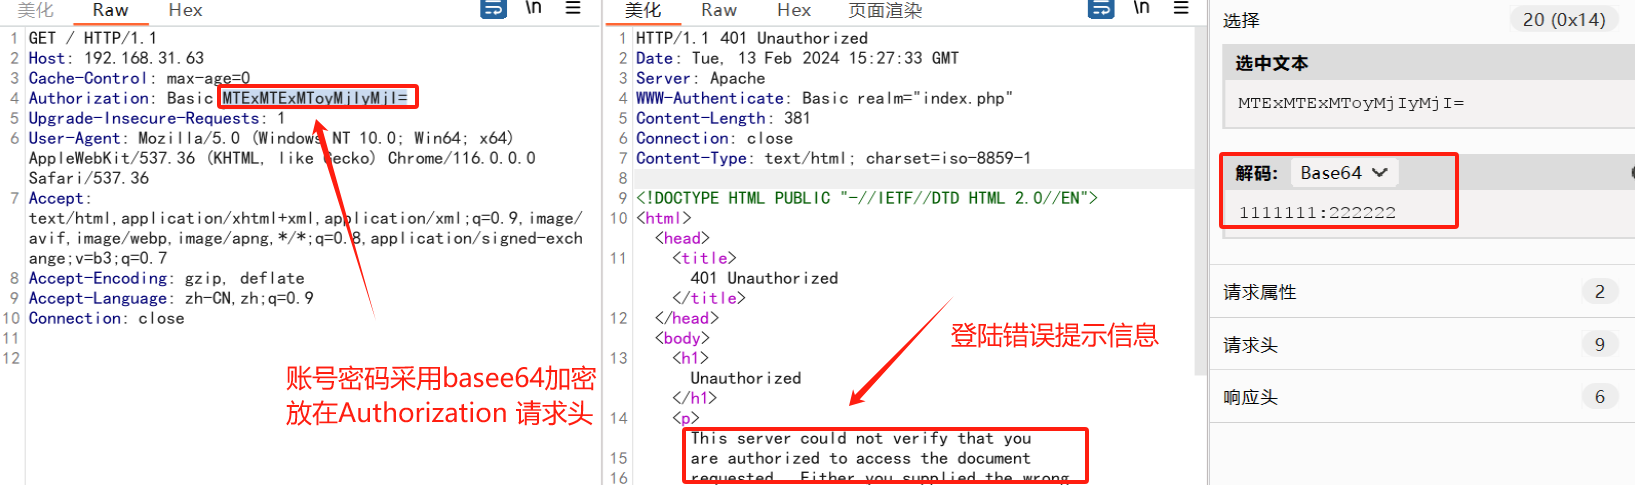 美化 Raw Hex \n
1 GET / HTTP/1.1
2 Host: 192.168.31.63
3 Cache-Control: max-age=0
4 Authorization: Basic MTExMTExMToyMjIyMjI=
5 Upgrade-Insecure-Requests: 1
6 User-Agent: Mozilla/5.0 (Windows NT 10.0; Win64; x64)
AppleWebKit/537.36 (KHTML, like Gecko) Chrome/116.0.0.0
Safari/537.36
7 Accept:
text/html,application/xhtml+xml,application/xml;q=0.9,image/
avif,image/webp,image/apng,*/*;q=0.8,application/signed-exch
ange;v=b3;q=0.7
8 Accept-Encoding: gzip, deflate
9 Accept-Language: zh-CN,zh;q=0.9
10 Connection: close
11
12
账号密码采用basee64加密
放在Authorization 请求头
美化 Raw Hex 页面渲染 \n
1 HTTP/1.1 401 Unauthorized
2 Date: Tue, 13 Feb 2024 15:27:33 GMT
3 Server: Apache
4 WWW-Authenticate: Basic realm="index.php"
5 Content-Length: 381
6 Connection: close
7 Content-Type: text/html; charset=iso-8859-1
8
9 <!DOCTYPE HTML PUBLIC "-//IETF//DTD HTML 2.0//EN">
10 <html>
<head>
11 <title>
401 Unauthorized
</title>
12 </head>
<body>
13 <h1>
Unauthorized
</h1>
14 <p>
This server could not verify that you
15 are authorized to access the document
16 requested. Either you supplied the wrong
登陆错误提示信息
选择 20 (0x14)
选中文本
MTExMTExMToyMjIyMjI=
解码: Base64
1111111:222222
请求属性 2
请求头 9
响应头 6